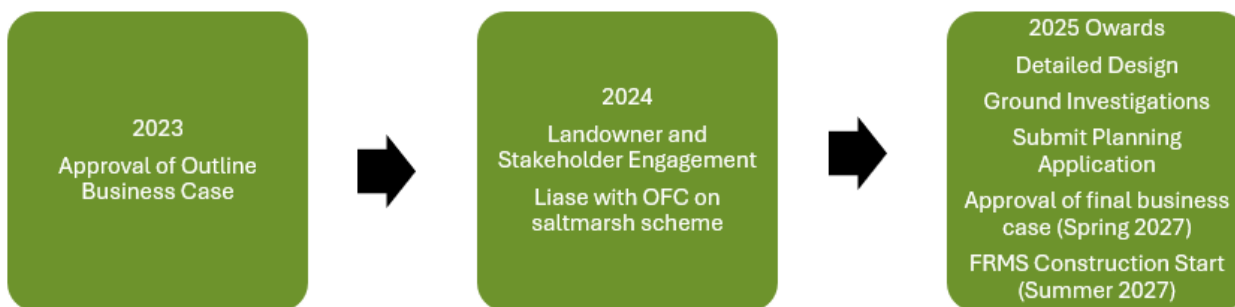 2023
Approval of Outline
Business Case
2024
Landowner and
Stakeholder Engagement
Liase with OFC on
saltmarsh scheme
2025 Owards
Detailed Design
Ground Investigations
Submit Planning
Application
Approval of final business
case (Spring 2027)
FRMS Construction Start
(Summer 2027)